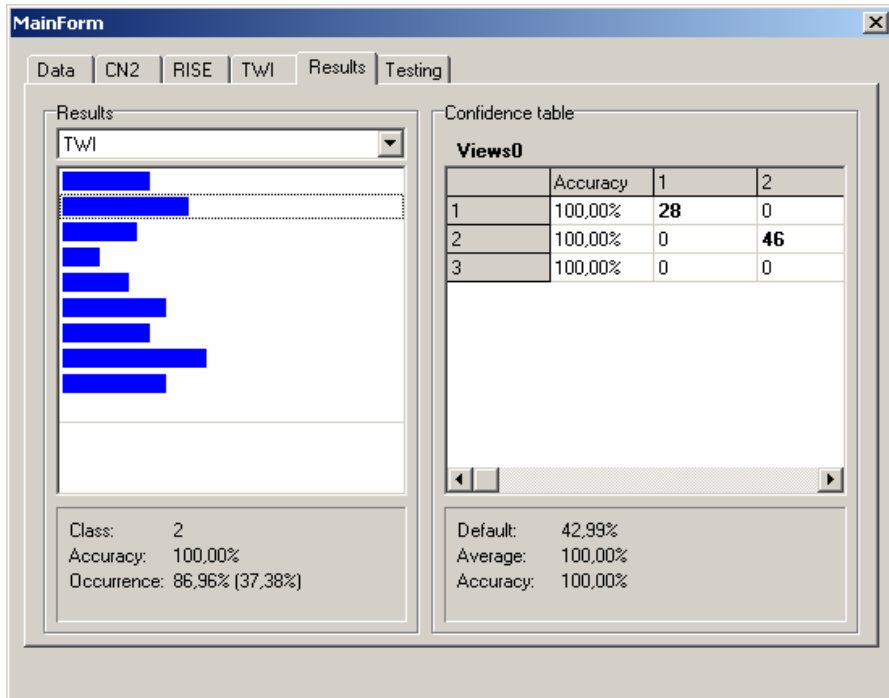 MainForm
Data CN2 RISE TWI Results Testing
Results
TWI
Confidence table
Views0
Accuracy 1 2
1 100,00% 28 0
2 100,00% 0 46
3 100,00% 0 0
Class: 2
Accuracy: 100,00%
Occurrence: 86,96% (37,38%)
Default: 42,99%
Average: 100,00%
Accuracy: 100,00%